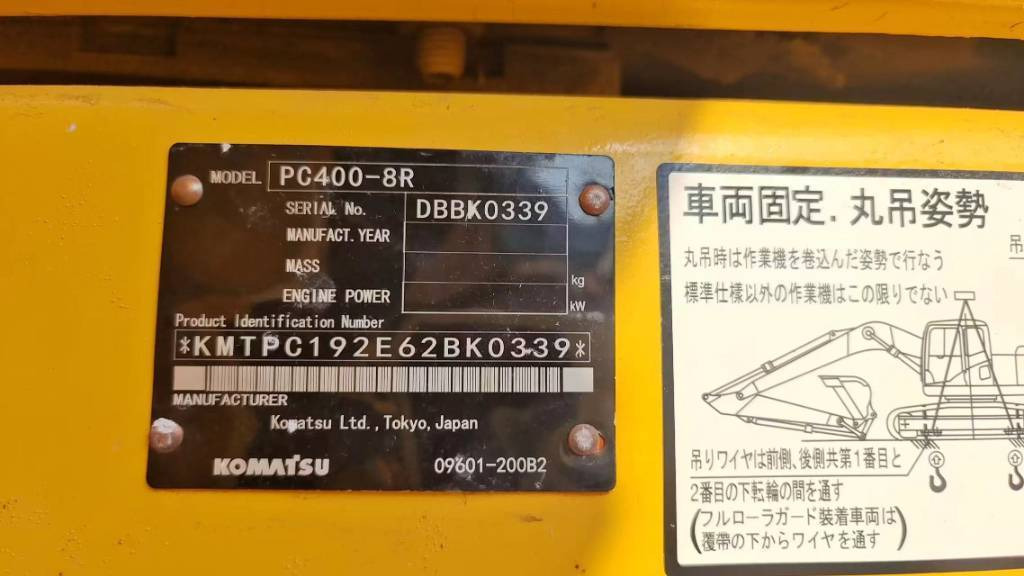 MODEL PC400-8R
SERIAL No. DBBK0339
MANUFACT. YEAR
MASS kg
ENGINE POWER kW
Product Identification Number
*KMTPC192E62BK0339*
MANUFACTURER
Komatsu Ltd., Tokyo, Japan
KOMATSU 09601-200B2
車両固定．丸吊姿勢
吊
丸吊時は作業機を巻込んだ姿勢で行なう
標準仕様以外の作業機はこの限りでない
吊りワイヤは前側、後側共第1番目と
2番目の下転輪の間を通す
(フルローラガード装着車両は
履帯の下からワイヤを通す)